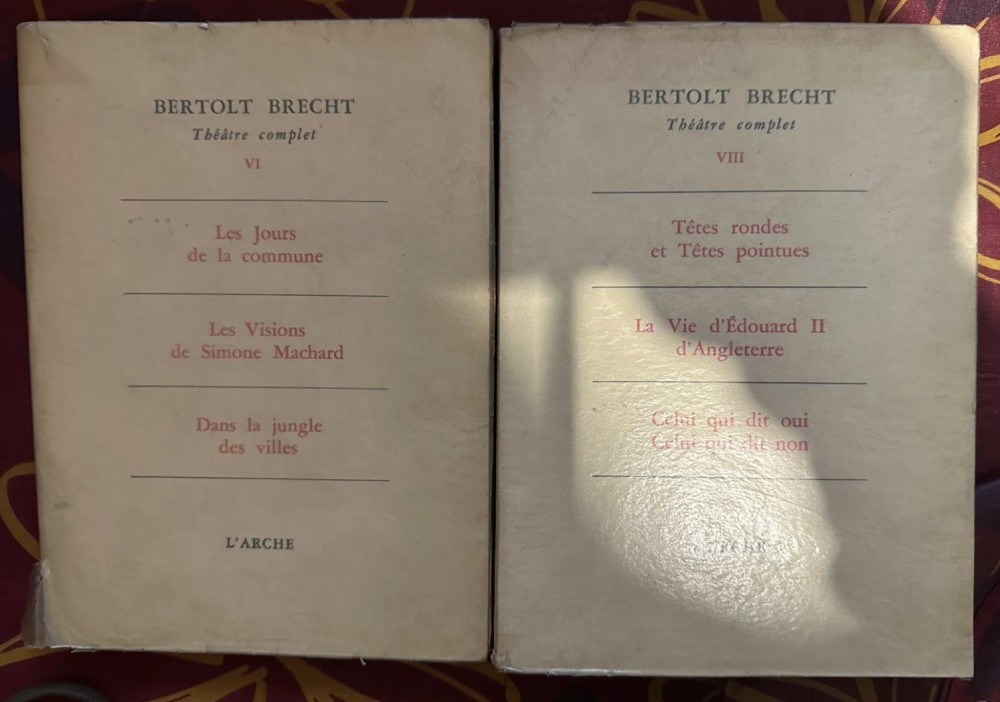 BERTOLT BRECHT
Théâtre complet
VI
Les Jours
de la commune
Les Visions
de Simone Machard
Dans la jungle
des villes
L'ARCHE
BERTOLT BRECHT
Théâtre complet
VIII
Têtes rondes
et Têtes pointues
La Vie d'Édouard II
d'Angleterre
Celui qui dit oui
Celui qui dit non